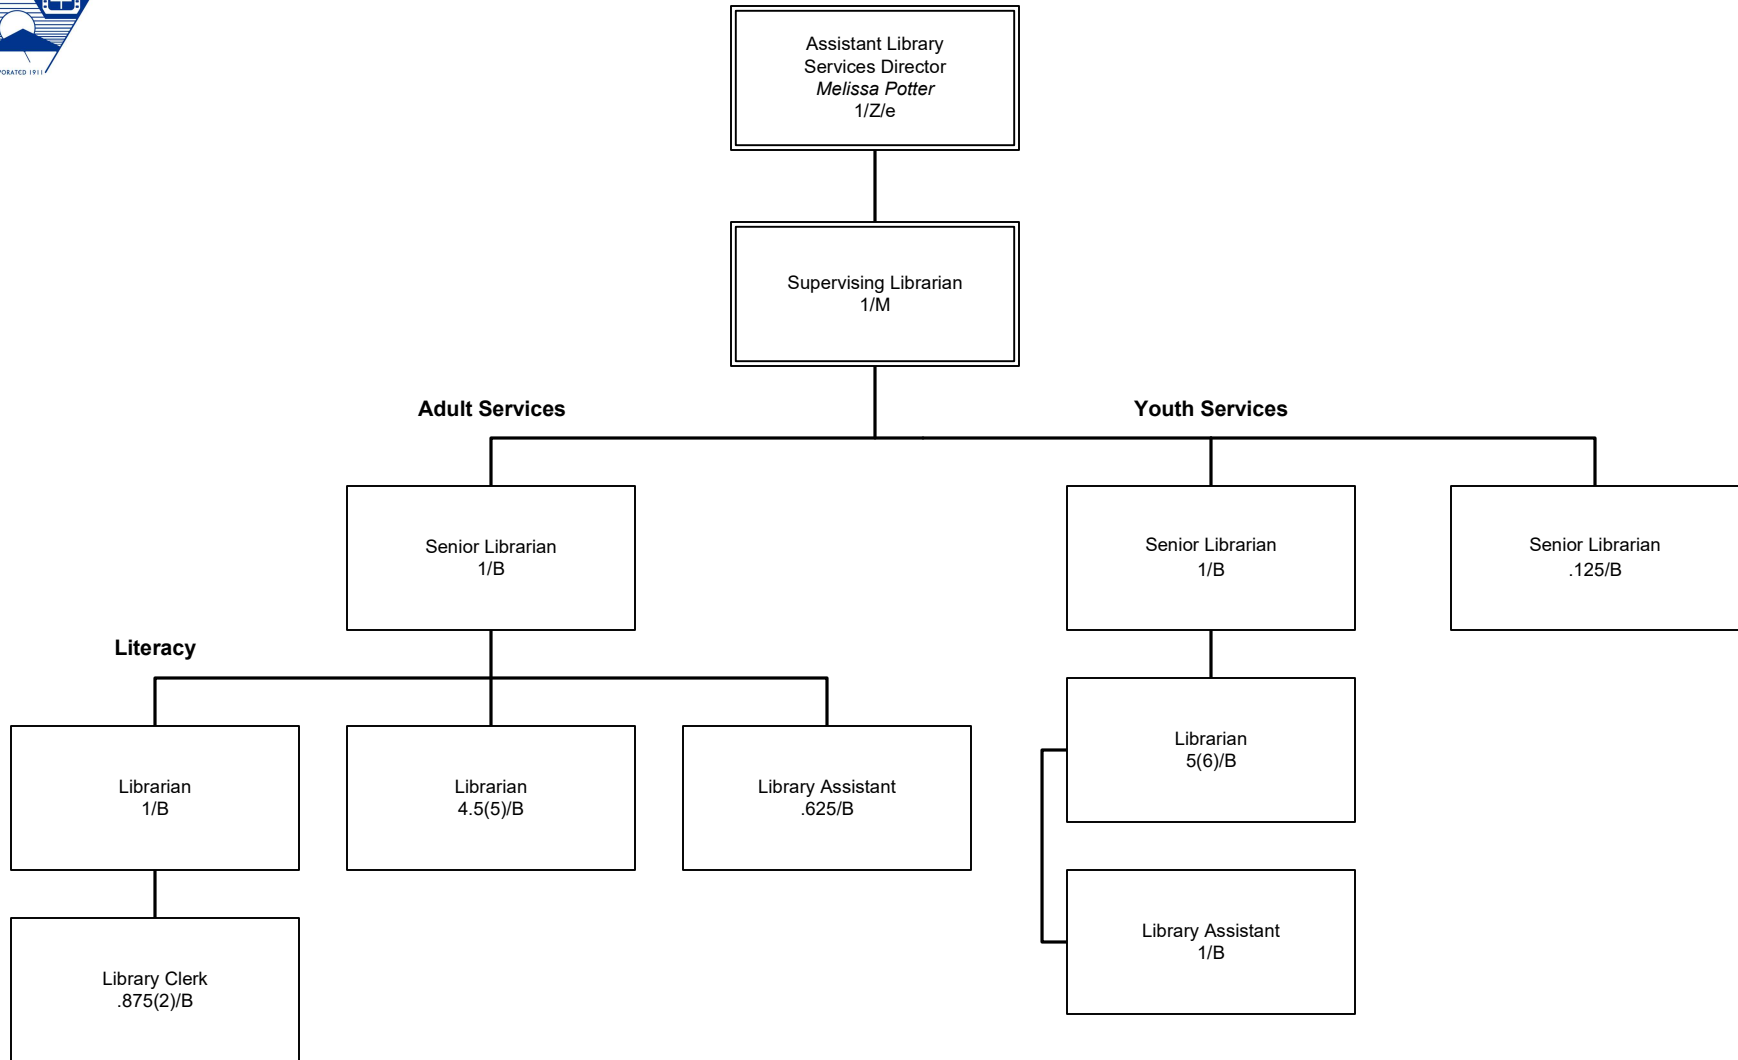 PORATED 1911
Assistant Library
Services Director
Melissa Potter
1/Z/e
Supervising Librarian
1/M
Adult Services
Youth Services
Senior Librarian
1/B
Senior Librarian
1/B
Senior Librarian
.125/B
Literacy
Librarian
1/B
Librarian
4.5(5)/B
Library Assistant
.625/B
Librarian
5(6)/B
Library Clerk
.875(2)/B
Library Assistant
1/B